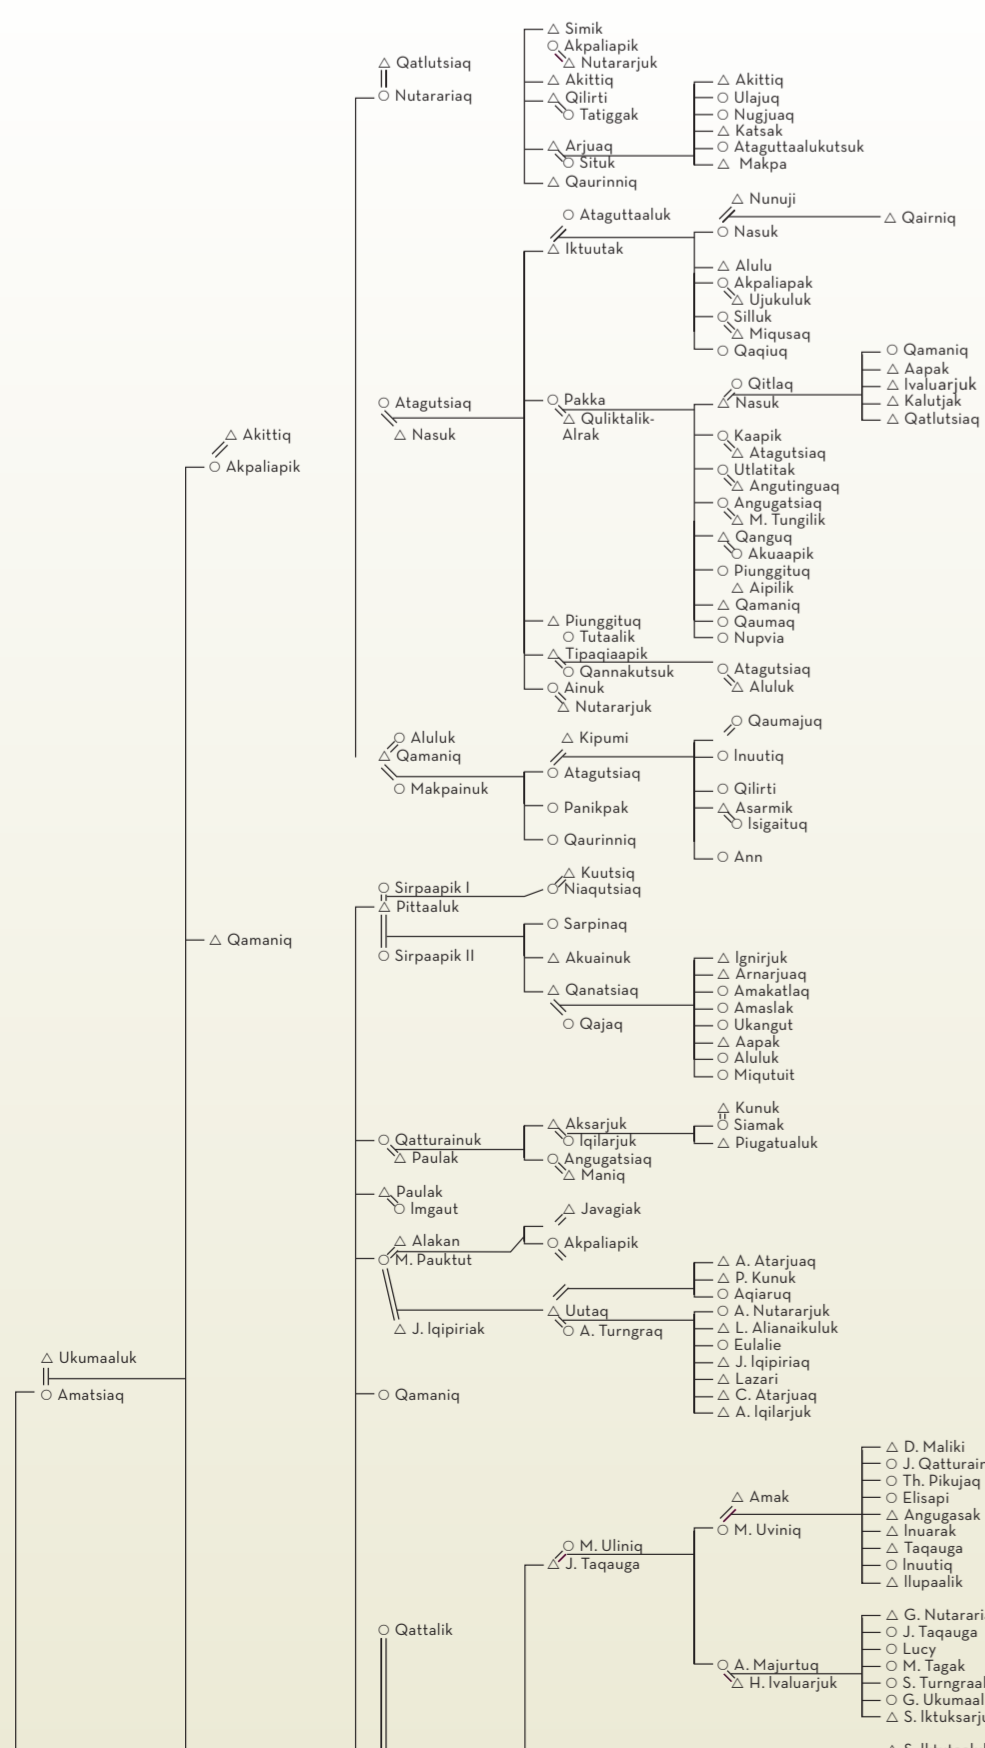 Simik
Akpaliapik
Qatlutsiaq
Nutararjuk
Akittiq
Akittiq
Nutarariaq
Qilirti
Ulajuq
Tatiggak
Nugjuaq
Katsak
Arjuaq
Ataguttaalukutsuk
Situk
Makpa
Qaurinniq
Nunuji
Ataguttaaluk
Qairniq
Nasuk
Iktuutak
Alulu
Akpaliapak
Ujukuluk
Silluk
Miqusaq
Qaqiuq
Qamaniq
Aapak
Qitlaq
Ivaluarjuk
Atagutsiaq
Pakka
Nasuk
Kalutjak
Quliktalik-
Qatlutsiaq
Akittiq
Nasuk
Alrak
Kaapik
Atagutsiaq
Akpaliapik
Utlatitak
Angutinguaq
Angugatsiaq
M. Tungilik
Qanguq
Akuaapik
Piunggituq
Aipilik
Qamaniq
Piunggituq
Qaumaq
Tutaalik
Nupvia
Tipaqiaapik
Qannakutsuk
Atagutsiaq
Ainuk
Aluluk
Nutararjuk
Qaumajuq
Aluluk
Kipumi
Qamaniq
Inuutiq
Atagutsiaq
Makpainuk
Qilirti
Panikpak
Asarmik
Isigaituq
Qaurinniq
Ann
Kuutsiq
Sirpaapik I
Niaqutsiaq
Pittaaluk
Sarpinaq
Qamaniq
Sirpaapik II
Akuainuk
Ignirjuk
Arnarjuaq
Qanatsiaq
Amakatlaq
Amaslak
Qajaq
Ukangut
Aapak
Aluluk
Miqutuit
Kunuk
Aksarjuk
Siamak
Qatturainuk
Iqilarjuk
Piugatualuk
Paulak
Angugatsiaq
Maniq
Paulak
Imgaut
Javagiak
Alakan
Akpaliapik
M. Pauktut
A. Atarjuaq
P. Kunuk
Aqiaruq
Uutaq
A. Nutararjuk
J. Iqipiriak
A. Turngraq
L. Alianaikuluk
Eulalie
Ukumaaluk
J. Iqipiriaq
Lazari
Amatsiaq
Qamaniq
C. Atarjuaq
A. Iqilarjuk
D. Maliki
J. Qatturair
Th. Pikujaq
Amak
Elisapi
Angugasak
M. Uviniq
Inuarak
M. Uliniq
Taqauga
J. Taqauga
Inuutiq
Ilupaalik
G. Nutararia
Qattalik
J. Taqauga
Lucy
A. Majurtuq
M. Tagak
H. Ivaluarjuk
S. Turngraal
G. Ukumaal
S. Iktuksarju